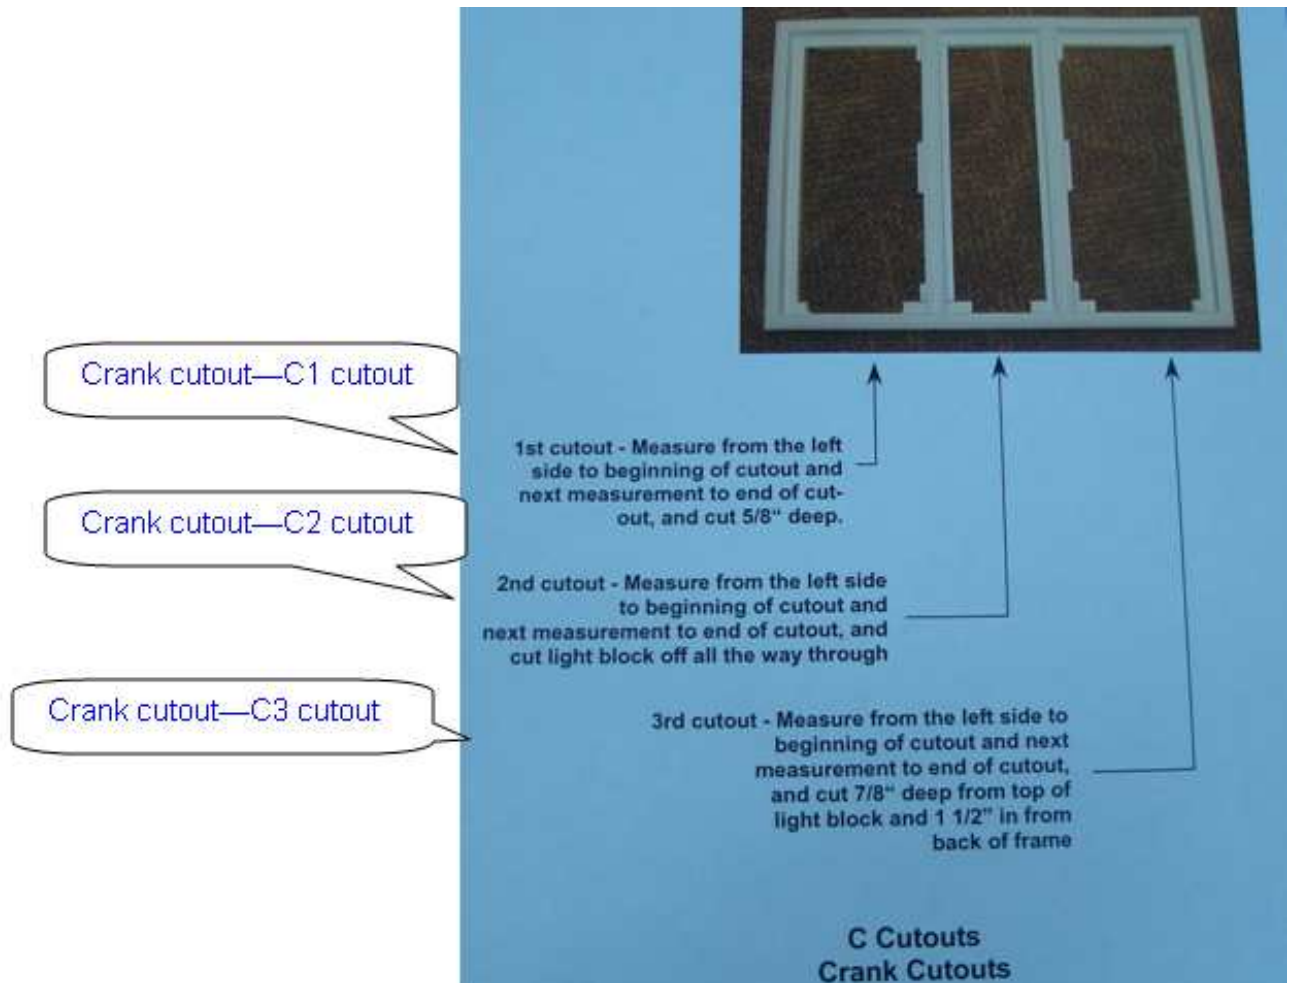 Crank cutout—C1 cutout
1st cutout - Measure from the left
side to beginning of cutout and
next measurement to end of cut-
out, and cut 5/8“ deep.
Crank cutout—C2 cutout
2nd cutout - Measure from the left side
to beginning of cutout and
next measurement to end of cutout, and
cut light block off all the way through
Crank cutout—C3 cutout
3rd cutout - Measure from the left side to
beginning of cutout and next
measurement to end of cutout,
and cut 7/8“ deep from top of
light block and 1 1/2” in from
back of frame
C Cutouts
Crank Cutouts